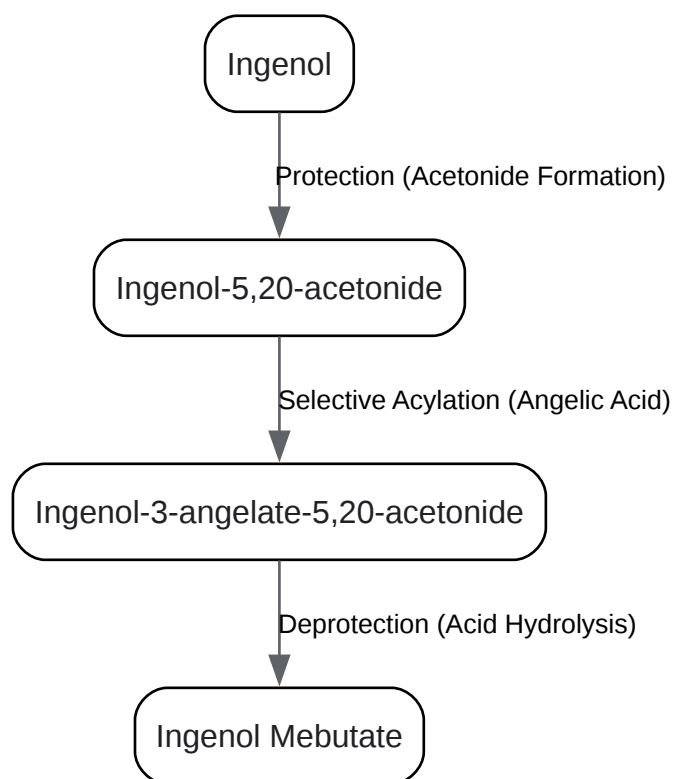 Ingenol
Protection (Acetonide Formation)
Ingenol-5,20-acetonide
Selective Acylation (Angelic Acid)
Ingenol-3-angelate-5,20-acetonide
Deprotection (Acid Hydrolysis)
Ingenol Mebutate